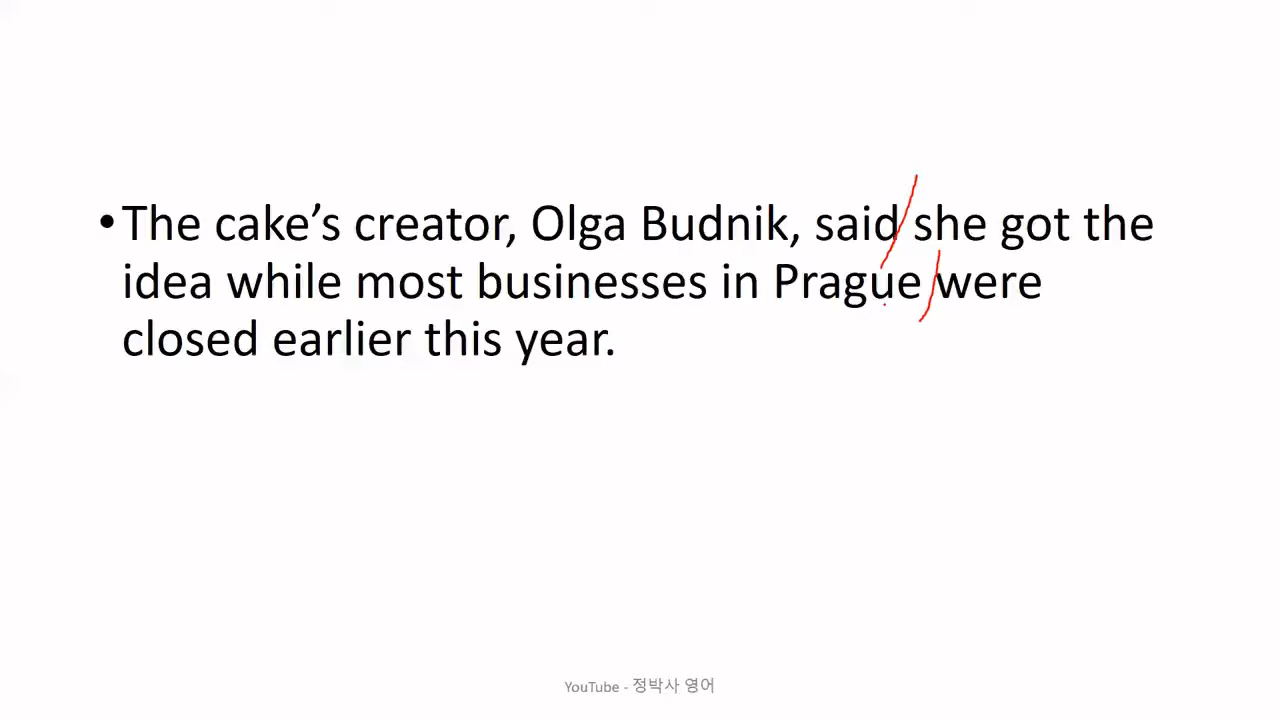 •The cake’s creator, Olga Budnik, said she got the
idea while most businesses in Prague were
closed earlier this year.
YouTube - 정박사 영어